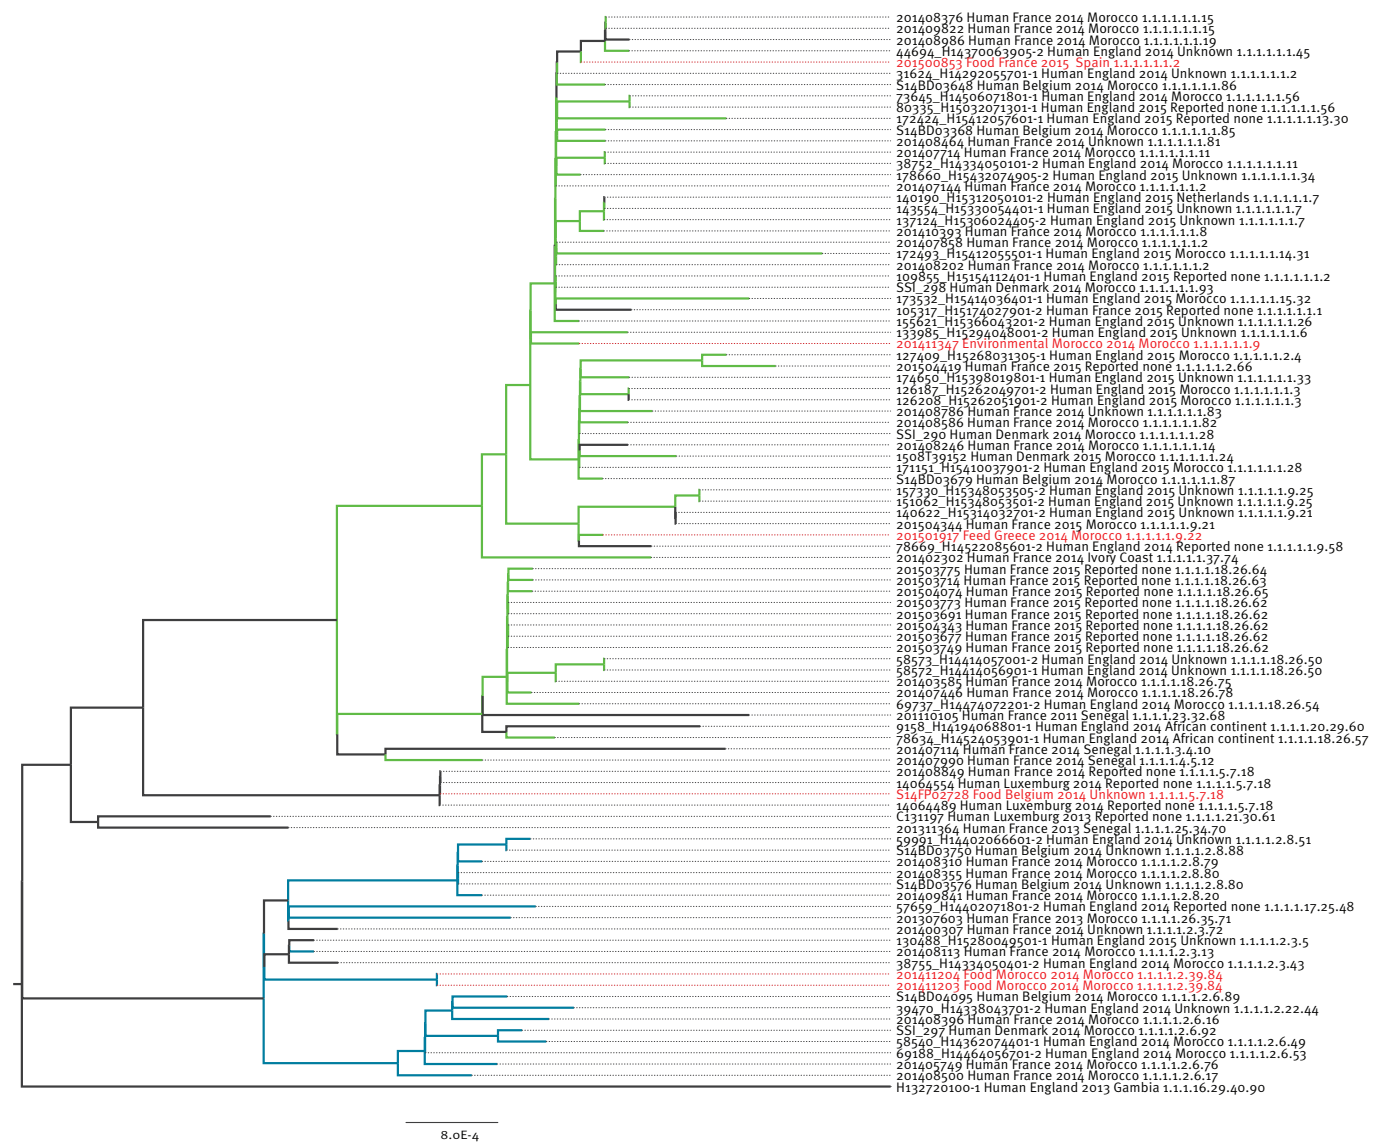 201408376 Human France 2014 Morocco 1.1.1.1.1.1.15
201409822 Human France 2014 Morocco 1.1.1.1.1.1.15
201408986 Human France 2014 Morocco 1.1.1.1.1.1.19
44694_H14370063905-2 Human England 2014 Unknown 1.1.1.1.1.1.45
201500853 Food France 2015  Spain 1.1.1.1.1.1.2
31624_H14292055701-1 Human England 2014 Unknown 1.1.1.1.1.1.2
S14BD03648 Human Belgium 2014 Morocco 1.1.1.1.1.1.86
73645_H14506071801-1 Human England 2014 Morocco 1.1.1.1.1.1.56
80335_H15032071301-1 Human England 2015 Reported none 1.1.1.1.1.1.56
172424_H15412057601-1 Human England 2015 Reported none 1.1.1.1.1.13.30
S14BD03368 Human Belgium 2014 Morocco 1.1.1.1.1.1.85
201408464 Human France 2014 Unknown 1.1.1.1.1.1.81
201407714 Human France 2014 Morocco 1.1.1.1.1.1.11
38752_H14334050101-2 Human England 2014 Morocco 1.1.1.1.1.1.11
178660_H15432074905-2 Human England 2015 Unknown 1.1.1.1.1.1.34
201407144 Human France 2014 Morocco 1.1.1.1.1.1.2
140190_H15312050101-2 Human England 2015 Netherlands 1.1.1.1.1.1.7
143554_H15330054401-1 Human England 2015 Unknown 1.1.1.1.1.1.7
137124_H15306024405-2 Human England 2015 Unknown 1.1.1.1.1.1.7
201410393 Human France 2014 Morocco 1.1.1.1.1.1.8
201407858 Human France 2014 Morocco 1.1.1.1.1.1.2
172493_H15412055501-1 Human England 2015 Morocco 1.1.1.1.1.14.31
201408202 Human France 2014 Morocco 1.1.1.1.1.1.2
109855_H15154112401-1 Human England 2015 Reported none 1.1.1.1.1.1.2
SSI_298 Human Denmark 2014 Morocco 1.1.1.1.1.1.93
173532_H15414036401-1 Human England 2015 Morocco 1.1.1.1.1.15.32
105317_H15174027901-2 Human France 2015 Reported none 1.1.1.1.1.1.1
155621_H15366043201-2 Human England 2015 Unknown 1.1.1.1.1.1.26
133985_H15294048001-2 Human England 2015 Unknown 1.1.1.1.1.1.6
201411347 Environmental Morocco 2014 Morocco 1.1.1.1.1.1.9
127409_H15268031305-1 Human England 2015 Morocco 1.1.1.1.1.2.4
201504419 Human France 2015 Reported none 1.1.1.1.1.2.66
174650_H15398019801-1 Human England 2015 Unknown 1.1.1.1.1.1.33
126187_H15262049701-2 Human England 2015 Morocco 1.1.1.1.1.1.3
126208_H15262051901-2 Human England 2015 Morocco 1.1.1.1.1.1.3
201408786 Human France 2014 Unknown 1.1.1.1.1.1.83
201408586 Human France 2014 Morocco 1.1.1.1.1.1.82
SSI_290 Human Denmark 2014 Morocco 1.1.1.1.1.1.28
201408246 Human France 2014 Morocco 1.1.1.1.1.1.14
1508T39152 Human Denmark 2015 Morocco 1.1.1.1.1.1.24
171151_H15410037901-2 Human England 2015 Morocco 1.1.1.1.1.1.28
S14BD03679 Human Belgium 2014 Morocco 1.1.1.1.1.1.87
157330_H15348053505-2 Human England 2015 Unknown 1.1.1.1.1.9.25
151062_H15348053501-2 Human England 2015 Unknown 1.1.1.1.1.9.25
140622_H15314032701-2 Human England 2015 Unknown 1.1.1.1.1.9.21
201504344 Human France 2015 Morocco 1.1.1.1.1.9.21
201501917 Feed Greece 2014 Morocco 1.1.1.1.1.9.22
78669_H14522085601-2 Human England 2014 Reported none 1.1.1.1.1.9.58
201402302 Human France 2014 Ivory Coast 1.1.1.1.1.37.74
201503775 Human France 2015 Reported none 1.1.1.1.18.26.64
201503714 Human France 2015 Reported none 1.1.1.1.18.26.63
201504074 Human France 2015 Reported none 1.1.1.1.18.26.65
201503773 Human France 2015 Reported none 1.1.1.1.18.26.62
201503691 Human France 2015 Reported none 1.1.1.1.18.26.62
201504343 Human France 2015 Reported none 1.1.1.1.18.26.62
201503677 Human France 2015 Reported none 1.1.1.1.18.26.62
201503749 Human France 2015 Reported none 1.1.1.1.18.26.62
58573_H14414057001-2 Human England 2014 Unknown 1.1.1.1.18.26.50
58572_H14414056901-1 Human England 2014 Unknown 1.1.1.1.18.26.50
201403585 Human France 2014 Morocco 1.1.1.1.18.26.75
201407446 Human France 2014 Morocco 1.1.1.1.18.26.78
69737_H14474072201-2 Human England 2014 Morocco 1.1.1.1.18.26.54
201110105 Human France 2011 Senegal 1.1.1.1.23.32.68
9158_H14194068801-1 Human England 2014 African continent 1.1.1.1.20.29.60
78634_H14524053901-1 Human England 2014 African continent 1.1.1.1.18.26.57
201407114 Human France 2014 Senegal 1.1.1.1.3.4.10
201407990 Human France 2014 Senegal 1.1.1.1.4.5.12
201408849 Human France 2014 Reported none 1.1.1.1.5.7.18
14064554 Human Luxemburg 2014 Reported none 1.1.1.1.5.7.18
S14FP02728 Food Belgium 2014 Unknown 1.1.1.1.5.7.18
14064489 Human Luxemburg 2014 Reported none 1.1.1.1.5.7.18
C131197 Human Luxemburg 2013 Reported none 1.1.1.1.21.30.61
201311364 Human France 2013 Senegal 1.1.1.1.25.34.70
59991_H14402066601-2 Human England 2014 Unknown 1.1.1.1.2.8.51
S14BD03750 Human Belgium 2014 Unknown 1.1.1.1.2.8.88
201408310 Human France 2014 Morocco 1.1.1.1.2.8.79
201408355 Human France 2014 Morocco 1.1.1.1.2.8.80
S14BD03576 Human Belgium 2014 Unknown 1.1.1.1.2.8.80
201409841 Human France 2014 Morocco 1.1.1.1.2.8.20
57659_H14402071801-2 Human England 2014 Reported none 1.1.1.1.17.25.48
201307603 Human France 2013 Morocco 1.1.1.1.26.35.71
201400307 Human France 2014 Unknown 1.1.1.1.2.3.72
130488_H15280049501-1 Human England 2015 Unknown 1.1.1.1.2.3.5
201408113 Human France 2014 Morocco 1.1.1.1.2.3.13
38755_H14334050401-2 Human England 2014 Morocco 1.1.1.1.2.3.43
201411204 Food Morocco 2014 Morocco 1.1.1.1.2.39.84
201411203 Food Morocco 2014 Morocco 1.1.1.1.2.39.84
S14BD04095 Human Belgium 2014 Morocco 1.1.1.1.2.6.89
39470_H14338043701-2 Human England 2014 Unknown 1.1.1.1.2.22.44
201408396 Human France 2014 Morocco 1.1.1.1.2.6.16
SSI_297 Human Denmark 2014 Morocco 1.1.1.1.2.6.92
58540_H14362074401-1 Human England 2014 Morocco 1.1.1.1.2.6.49
69188_H14464056701-2 Human England 2014 Morocco 1.1.1.1.2.6.53
201405749 Human France 2014 Morocco 1.1.1.1.2.6.76
201408500 Human France 2014 Morocco 1.1.1.1.2.6.17
H132720100-1 Human England 2013 Gambia 1.1.1.16.29.40.90
8.0E-4